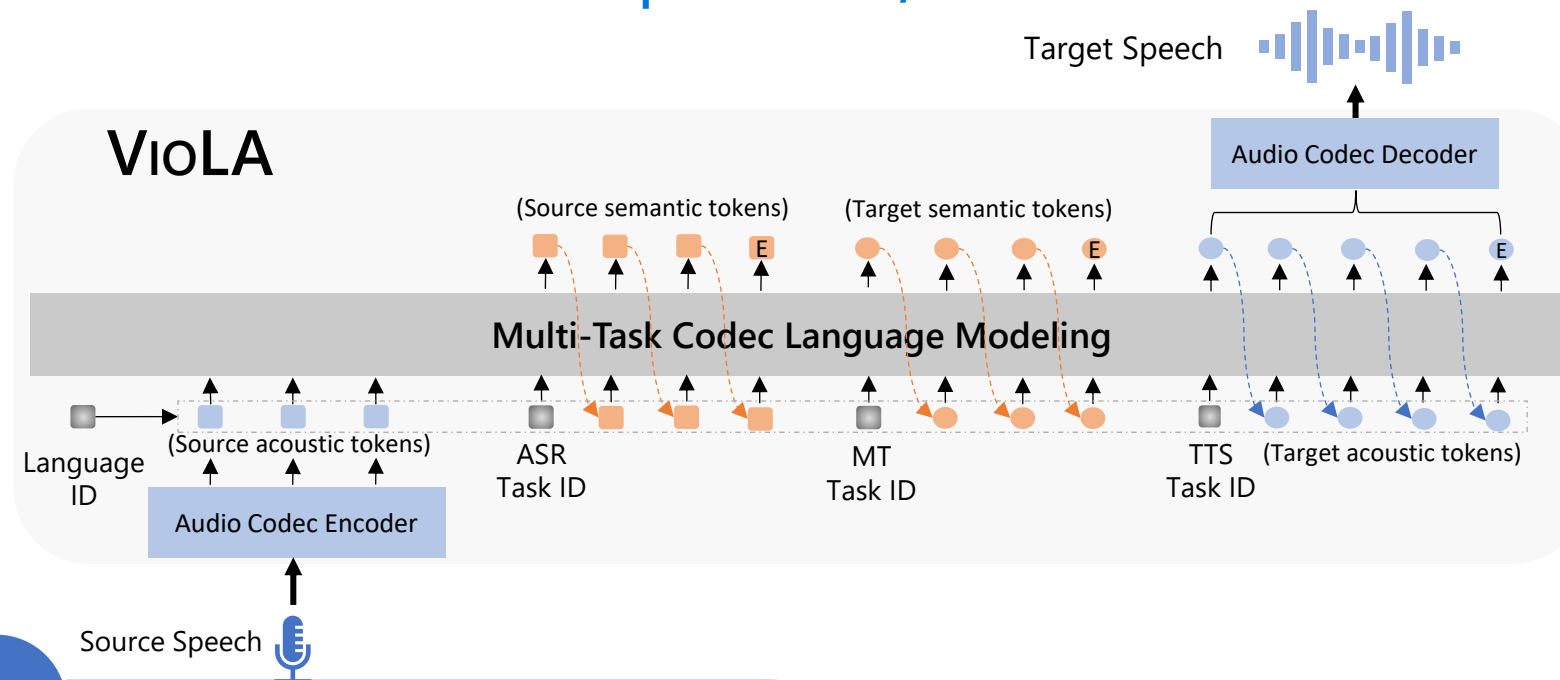 Target Speech
VIOLA
Audio Codec Decoder
(Source semantic tokens)
(Target semantic tokens)
E
E
E
Multi-Task Codec Language Modeling
(Source acoustic tokens)
Language
ID
ASR
Task ID
MT
Task ID
TTS
Task ID
(Target acoustic tokens)
Audio Codec Encoder
Source Speech